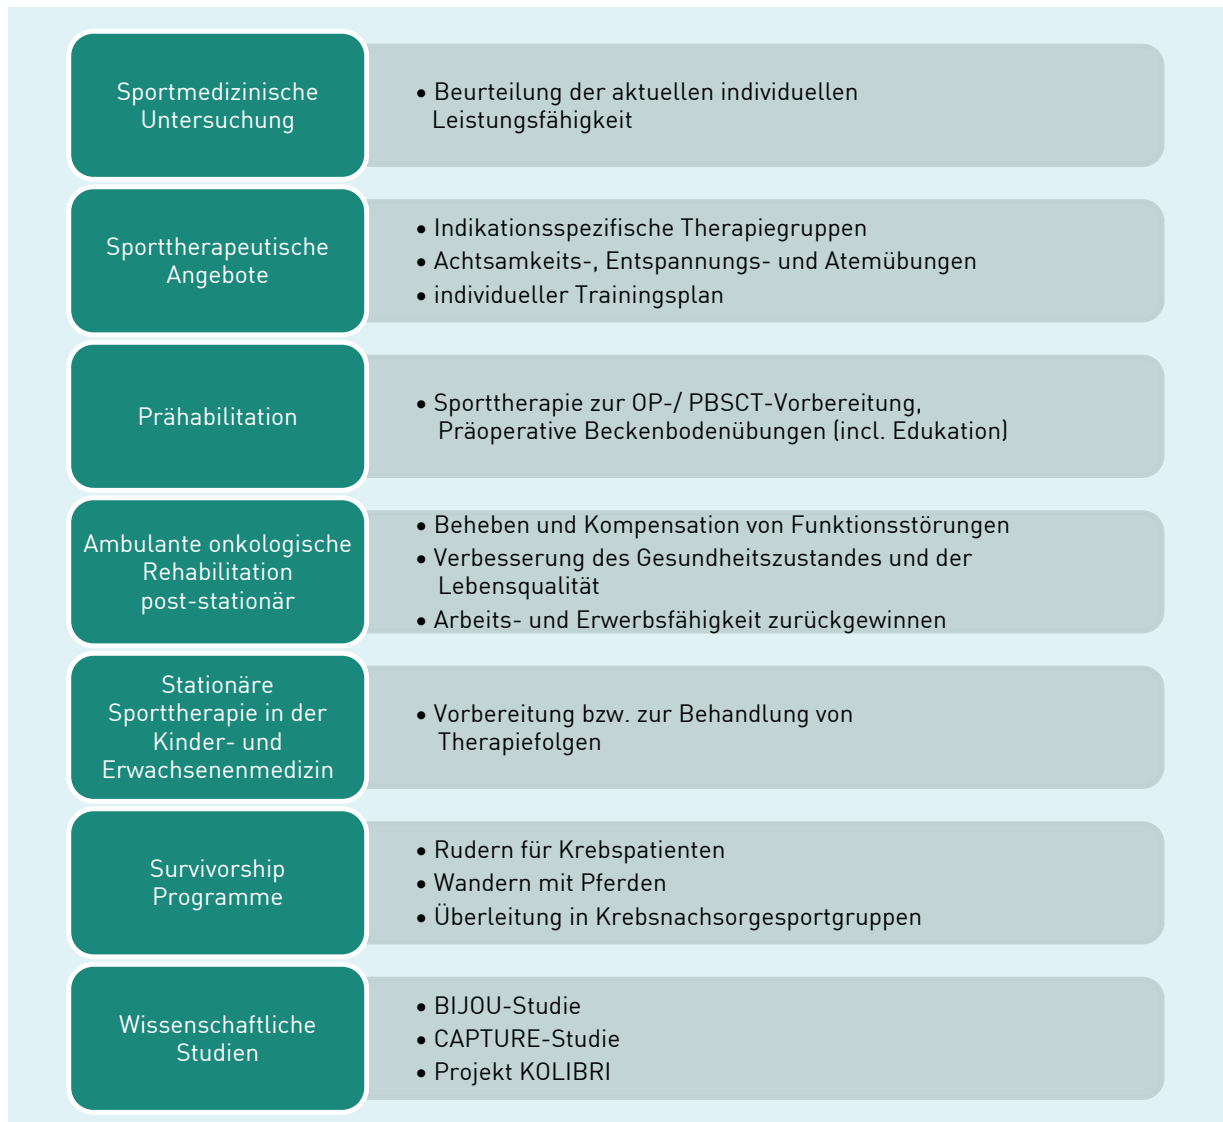 Sportmedizinische
Untersuchung
• Beurteilung der aktuellen individuellen
Leistungsfähigkeit
Sporttherapeutische
Angebote
• Indikationsspezifische Therapiegruppen
• Achtsamkeits-, Entspannungs- und Atemübungen
• individueller Trainingsplan
Prähabilitation
• Sporttherapie zur OP-/ PBSCT-Vorbereitung,
Präoperative Beckenbodenübungen (incl. Edukation)
Ambulante onkologische
Rehabilitation
post-stationär
• Beheben und Kompensation von Funktionsstörungen
• Verbesserung des Gesundheitszustandes und der
Lebensqualität
• Arbeits- und Erwerbsfähigkeit zurückgewinnen
Stationäre
Sporttherapie in der
Kinder- und
Erwachsenenmedizin
• Vorbereitung bzw. zur Behandlung von
Therapiefolgen
Survivorship
Programme
• Rudern für Krebspatienten
• Wandern mit Pferden
• Überleitung in Krebsnachsorgesportgruppen
Wissenschaftliche
Studien
• BIJOU-Studie
• CAPTURE-Studie
• Projekt KOLIBRI